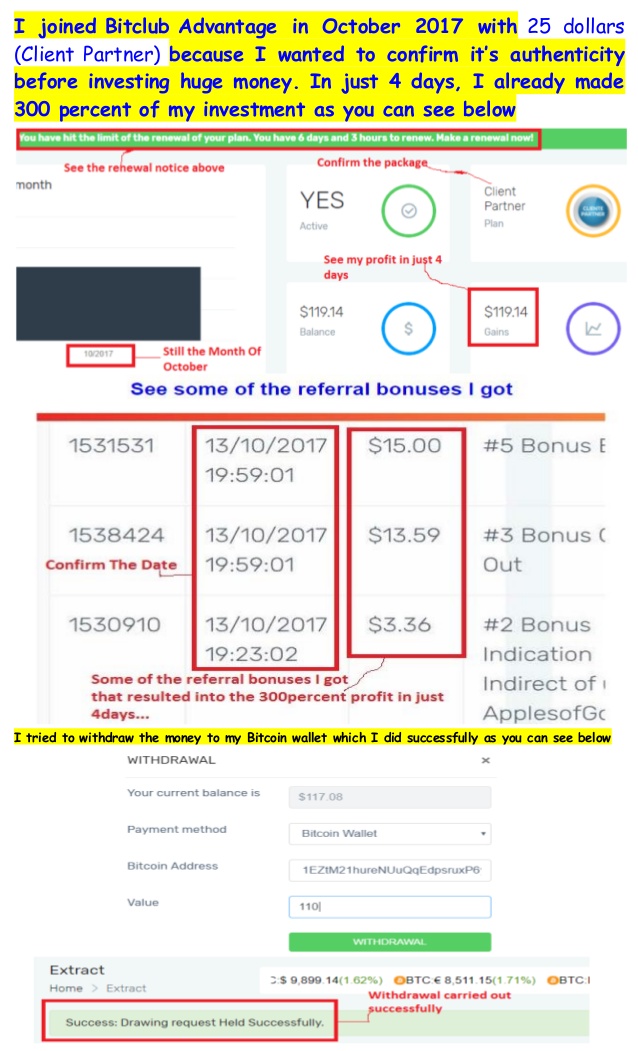 I joined Bitclub Advantage in October 2017 with 25 dollars
(Client Partner) because I wanted to confirm it's authenticity
before investing huge money. In just 4 days, I already made
300 percent of my investment as you can see below
You have hit the limit of the renewal of your plan. You have 6 days and 3 hours to renew. Make a renewal now!
See the renewal notice above
Confirm the package
month
YES
Active
Client
Partner
Plan
CLIENTE
PARTNER
See my profit in just 4
days
$119.14
Balance
$
$119.14
Gains
10/2017
Still the Month Of
October
See some of the referral bonuses I got
1531531 13/10/2017 $15.00 #5 Bonus
19:59:01
1538424 13/10/2017 $13.59 #3 Bonus
Confirm The Date 19:59:01 Out
1530910 13/10/2017 $3.36 #2 Bonus
19:23:02 Indication
Some of the referral bonuses I got
that resulted into the 300percent profit in just
4days...
Indirect of
ApplesofGo
I tried to withdraw the money to my Bitcoin wallet which I did successfully as you can see below
WITHDRAWAL ×
Your current balance is $117.08
Payment method Bitcoin Wallet
Bitcoin Address 1EZtM21hureNUuQqEdpsruxP6
Value 110
WITHDRAWAL
Extract
Home > Extract
:$ 9,899.14(1.62%) BTC:€ 8,511.15(1.71%) BTC:
Withdrawal carried out
successfully
Success: Drawing request Held Successfully.